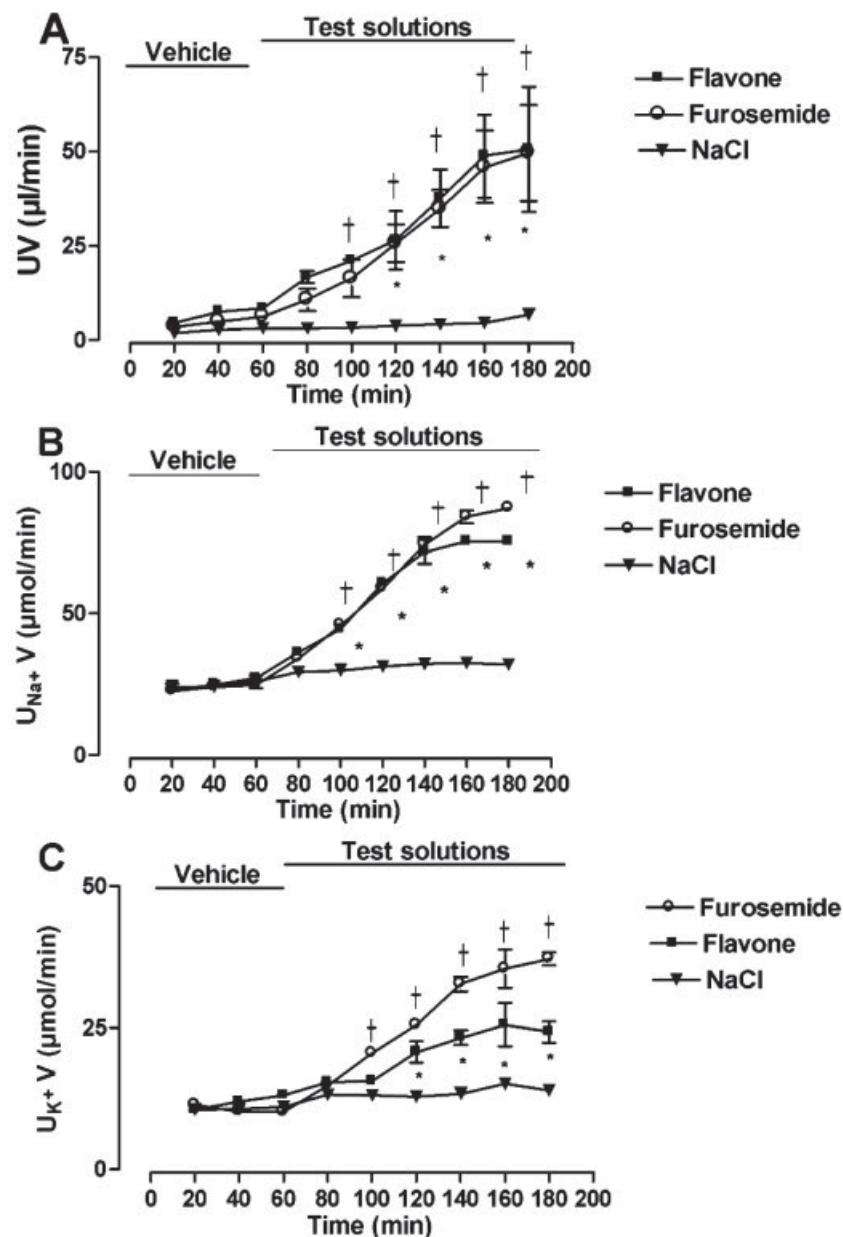 A
Test solutions
Vehicle
75
50
25
0
UV (µl/min)
† † † † †
* * * *
Flavone
Furosemide
NaCl
0 20 40 60 80 100 120 140 160 180 200
Time (min)
B
Test solutions
Vehicle
100
50
0
U_Na+ V (µmol/min)
† † † † †
* * * * *
Flavone
Furosemide
NaCl
0 20 40 60 80 100 120 140 160 180 200
Time (min)
C
Test solutions
Vehicle
50
25
0
U_K+ V (µmol/min)
† † † † †
* * * *
Furosemide
Flavone
NaCl
0 20 40 60 80 100 120 140 160 180 200
Time (min)